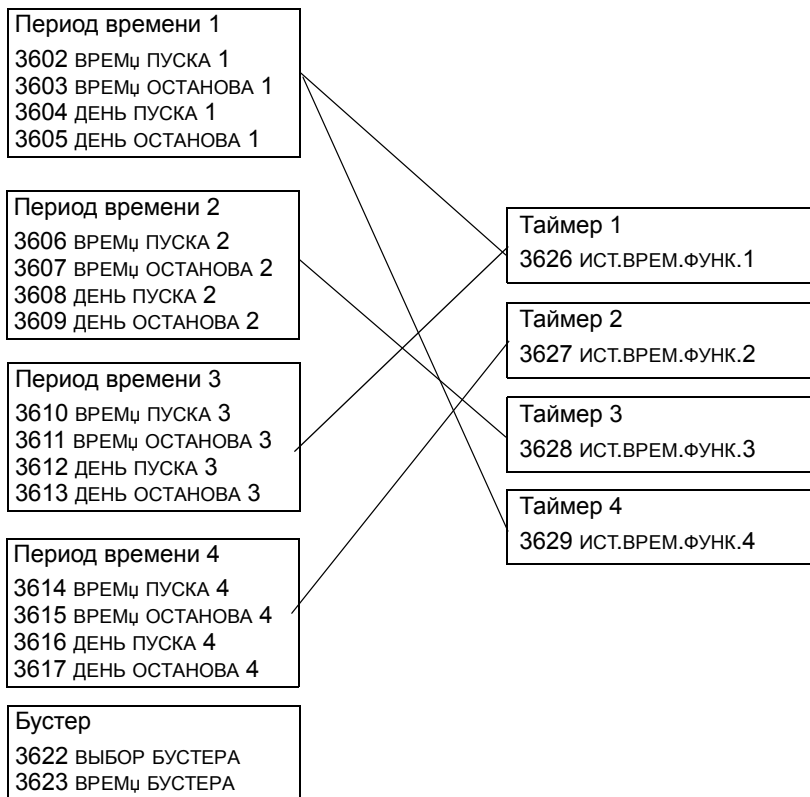 Период времени 1
3602 ВРЕМџ ПУСКА 1
3603 ВРЕМџ ОСТАНОВА 1
3604 ДЕНЬ ПУСКА 1
3605 ДЕНЬ ОСТАНОВА 1
Период времени 2
3606 ВРЕМџ ПУСКА 2
3607 ВРЕМџ ОСТАНОВА 2
3608 ДЕНЬ ПУСКА 2
3609 ДЕНЬ ОСТАНОВА 2
Период времени 3
3610 ВРЕМџ ПУСКА 3
3611 ВРЕМџ ОСТАНОВА 3
3612 ДЕНЬ ПУСКА 3
3613 ДЕНЬ ОСТАНОВА 3
Период времени 4
3614 ВРЕМџ ПУСКА 4
3615 ВРЕМџ ОСТАНОВА 4
3616 ДЕНЬ ПУСКА 4
3617 ДЕНЬ ОСТАНОВА 4
Бустер
3622 ВЫБОР БУСТЕРА
3623 ВРЕМџ БУСТЕРА
Таймер 1
3626 ИСТ.ВРЕМ.ФУНК.1
Таймер 2
3627 ИСТ.ВРЕМ.ФУНК.2
Таймер 3
3628 ИСТ.ВРЕМ.ФУНК.3
Таймер 4
3629 ИСТ.ВРЕМ.ФУНК.4